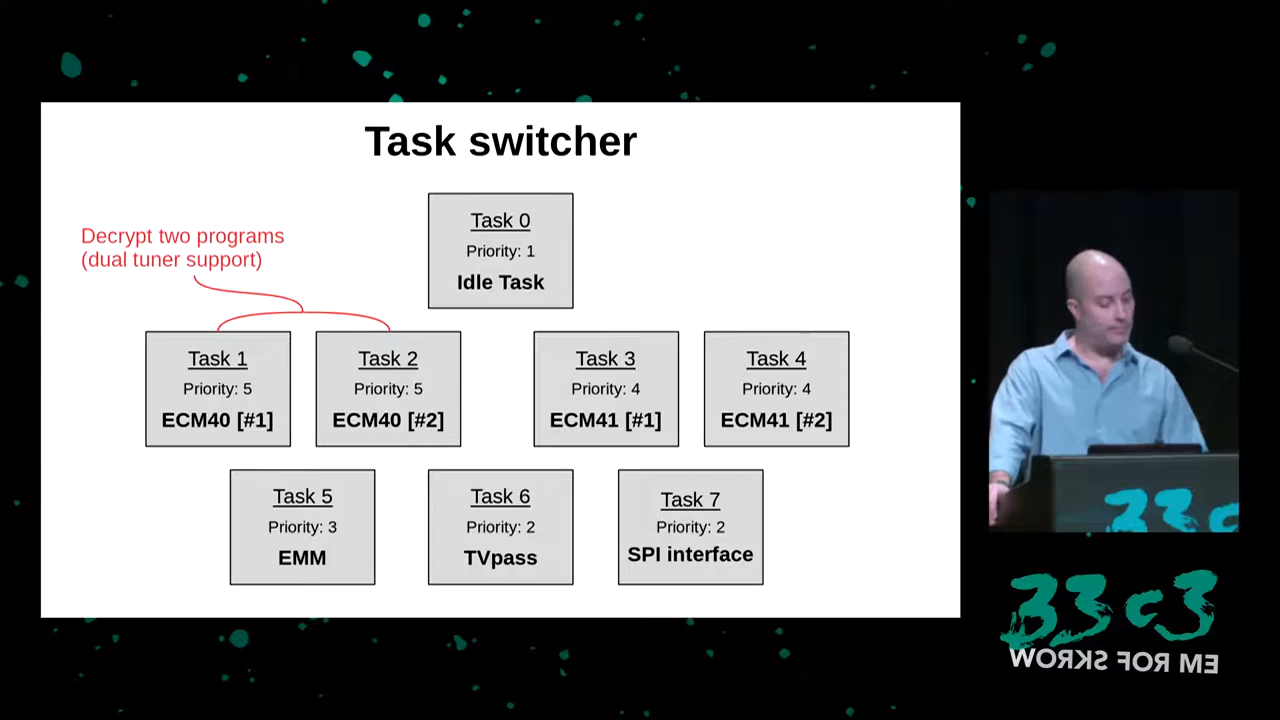 Task switcher
Decrypt two programs
(dual tuner support)
Task 0
Priority: 1
Idle Task
Task 1
Priority: 5
ECM40 [#1]
Task 2
Priority: 5
ECM40 [#2]
Task 3
Priority: 4
ECM41 [#1]
Task 4
Priority: 4
ECM41 [#2]
Task 5
Priority: 3
EMM
Task 6
Priority: 2
TVpass
Task 7
Priority: 2
SPI interface
33c
33c3
WORKS FOR ME